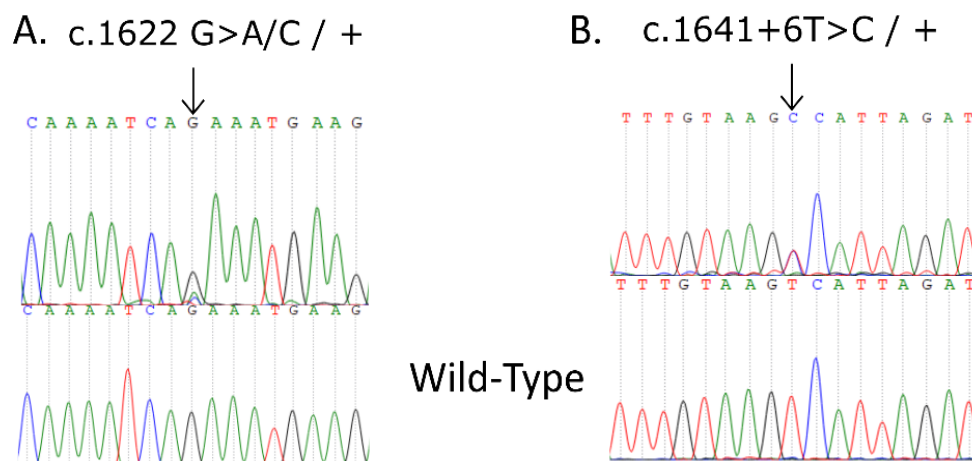 A. c.1622 G>A/C / +
B. c.1641+6T>C / +
C A A A A T C A G A A A T G A A G
T T T G T A A G C C A T T A G A T
C A A A A T C A G A A A T G A A G
T T T G T A A G T C A T T A G A T
Wild-Type